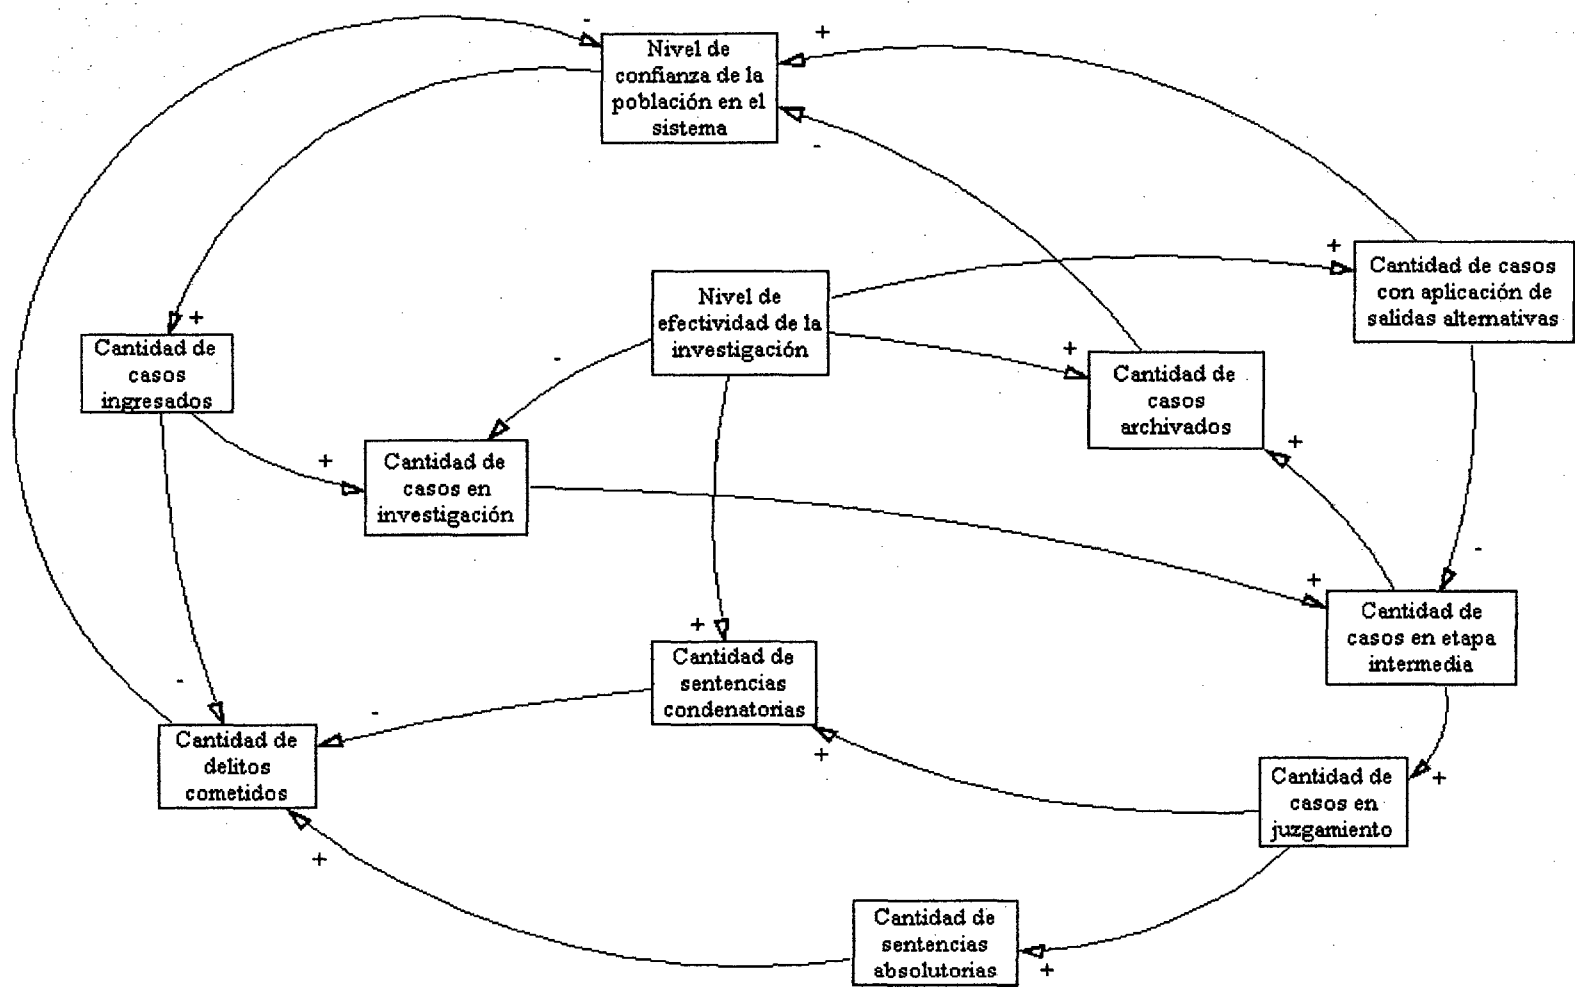 -
+
Nivel de
confianza de la
población en el
sistema
-
+
Cantidad de casos
con aplicación de
salidas alternativas
Nivel de
efectividad de la
investigación
+
Cantidad de
casos
ingresados
-
+
Cantidad de
casos
archivados
+
+
Cantidad de
casos en
investigación
-
+
Cantidad de
casos en etapa
intermedia
+
Cantidad de
sentencias
condenatorias
-
-
Cantidad de
delitos
cometidos
+
+
Cantidad de
casos en
juzgamiento
+
Cantidad de
sentencias
absolutorias
+